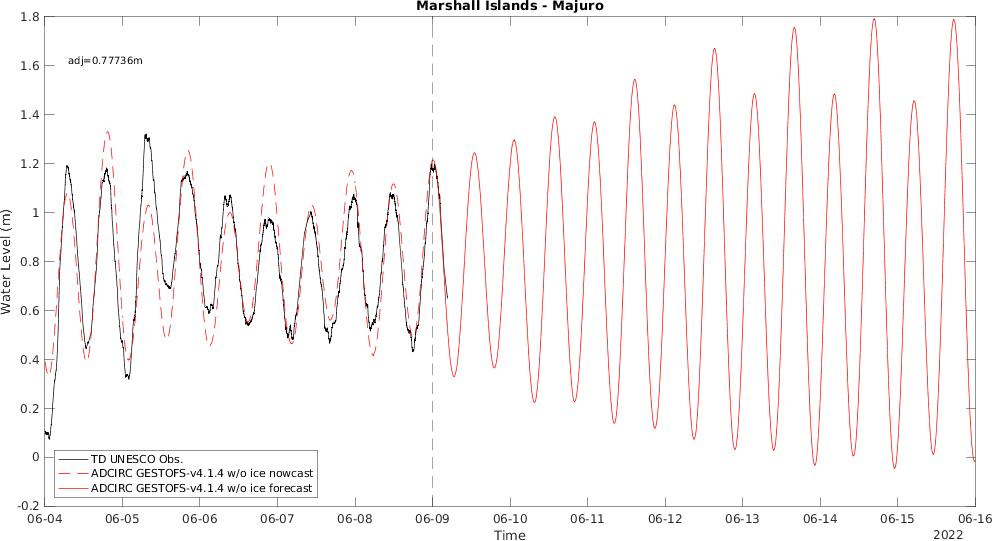 Marshall Islands - Majuro
1.8
adj=0.77736m
1.6
1.4
1.2
1
0.8
0.6
0.4
0.2
0
-0.2
Water Level (m)
TD UNESCO Obs.
ADCIRC GESTOFS-v4.1.4 w/o ice nowcast
ADCIRC GESTOFS-v4.1.4 w/o ice forecast
06-04 06-05 06-06 06-07 06-08 06-09 06-10 06-11 06-12 06-13 06-14 06-15 06-16
Time
2022